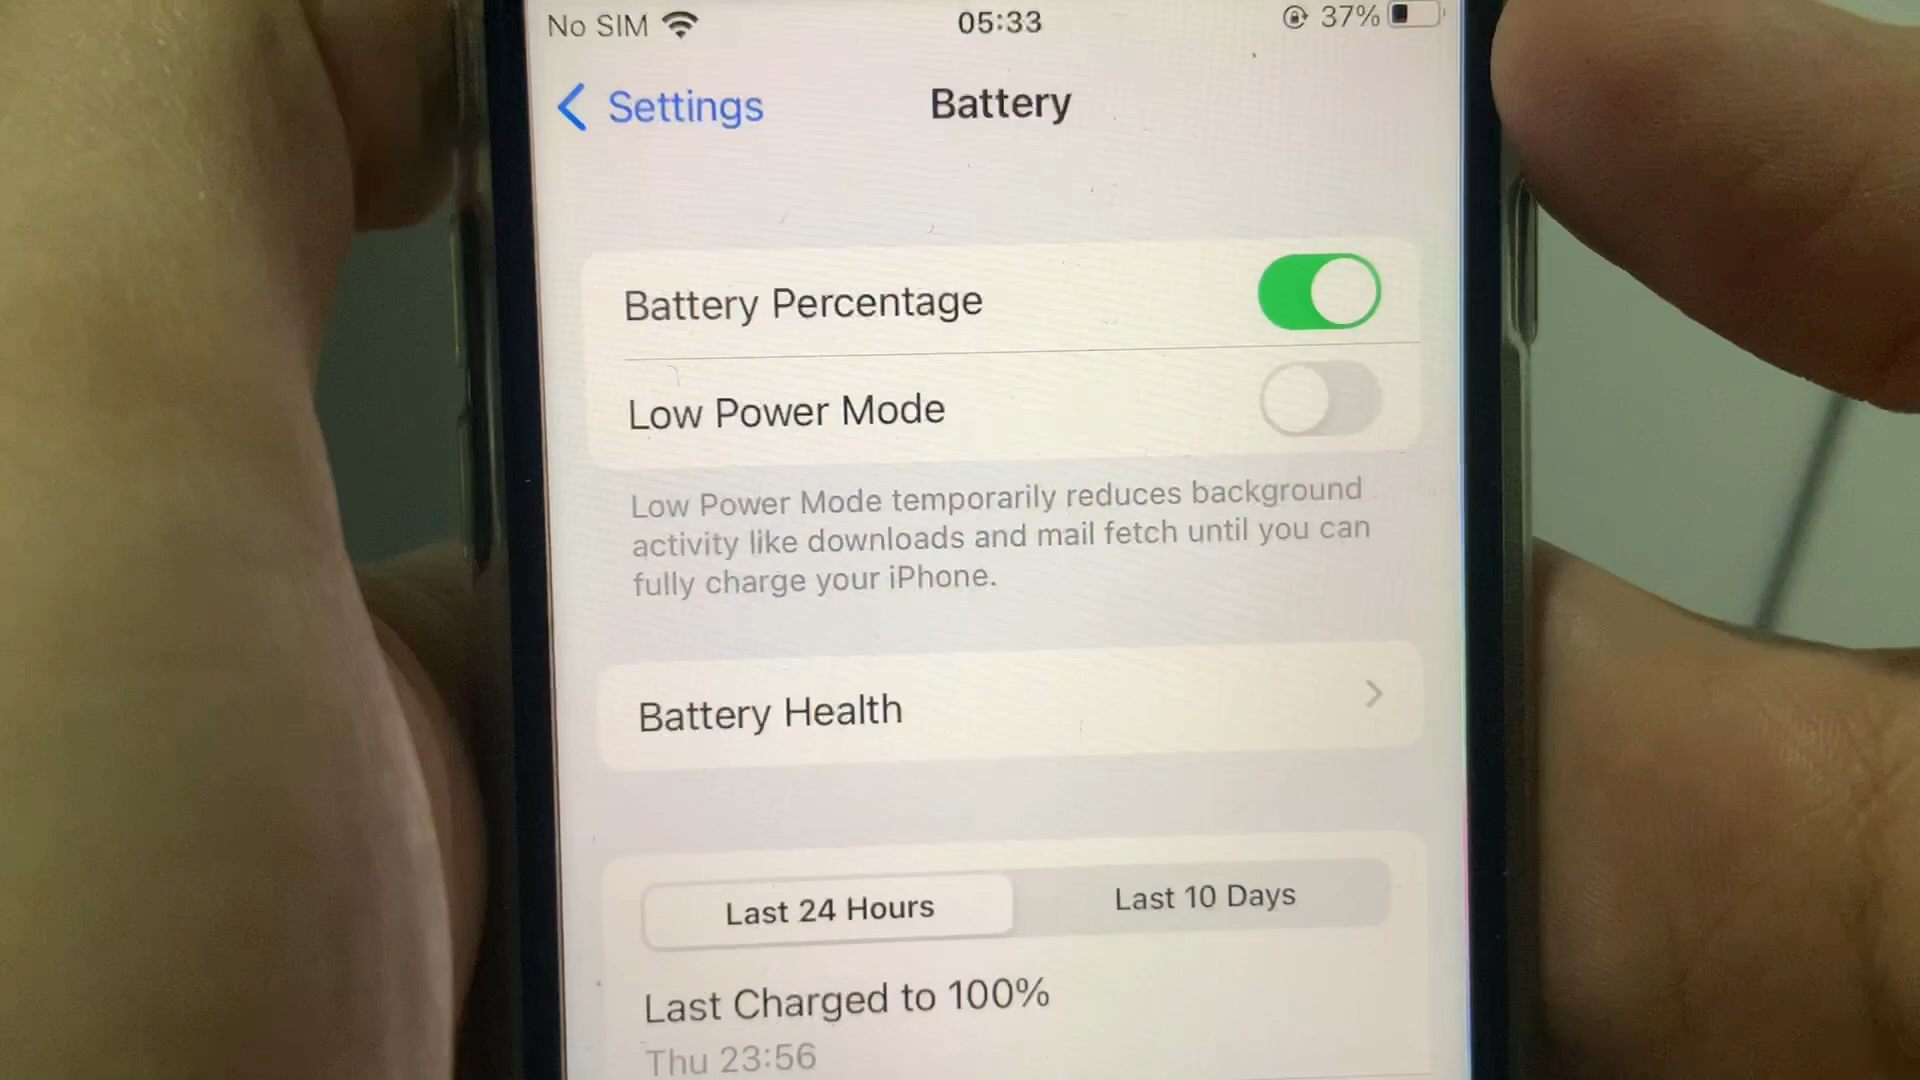 No SIM 05:33 37%
Settings Battery
Battery Percentage
Low Power Mode
Low Power Mode temporarily reduces background
activity like downloads and mail fetch until you can
fully charge your iPhone.
Battery Health
Last 24 Hours Last 10 Days
Last Charged to 100%
Thu 23:56